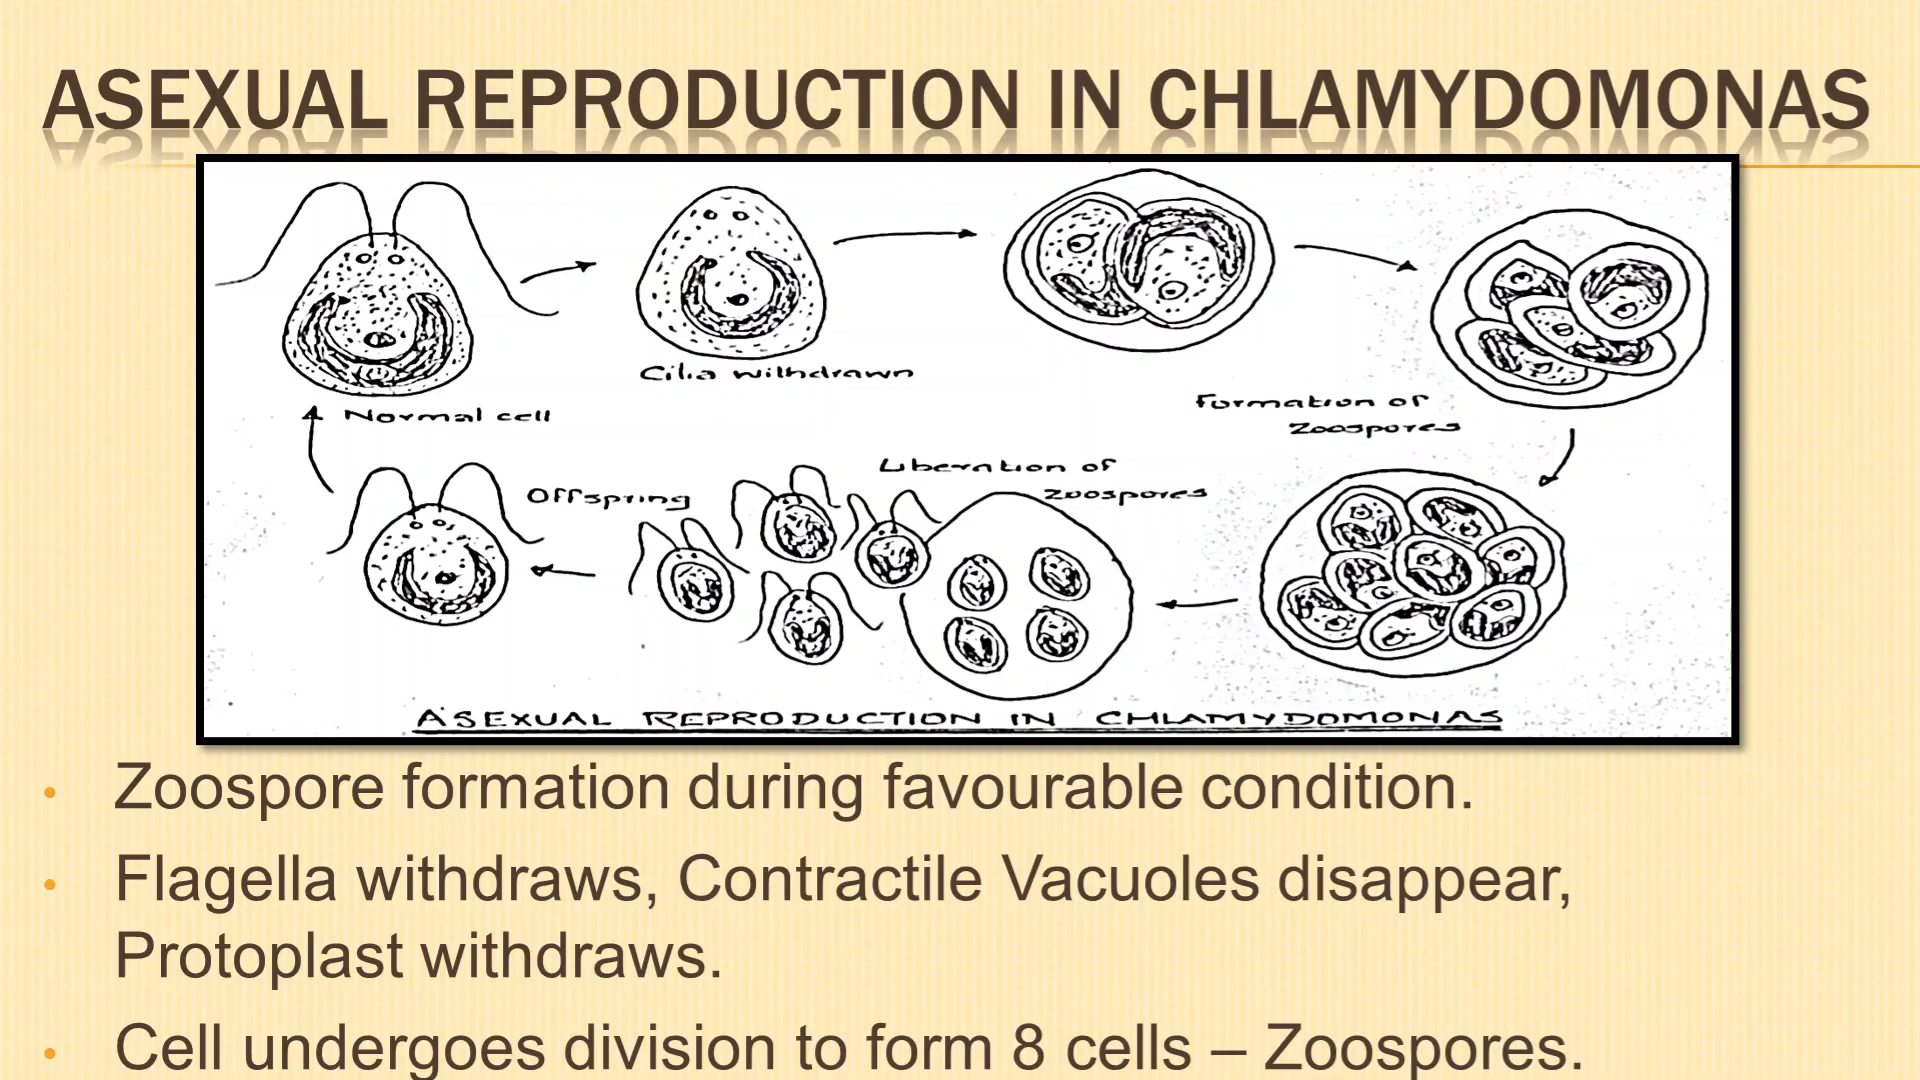 ASEXUAL REPRODUCTION IN CHLAMYDOMONAS
Cilia withdrawn
Normal cell
Formation of
Zoospores
Liberation of
Zoospores
Offspring
ASEXUAL REPRODUCTION IN CHLAMYDOMONAS
• Zoospore formation during favourable condition.
• Flagella withdraws, Contractile Vacuoles disappear,
Protoplast withdraws.
• Cell undergoes division to form 8 cells – Zoospores.